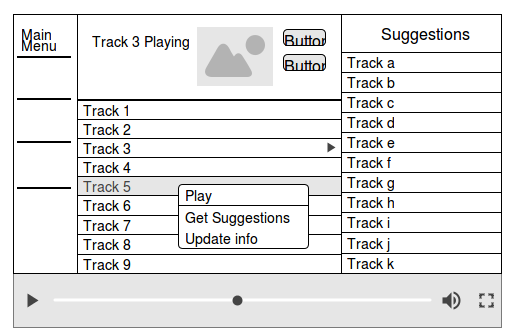 Main
Menu
Track 3 Playing
Button
Button
Track 1
Track 2
Track 3
Track 4
Track 5
Track 6
Track 7
Track 8
Track 9
Play
Get Suggestions
Update info
Suggestions
Track a
Track b
Track c
Track d
Track e
Track f
Track g
Track h
Track i
Track j
Track k